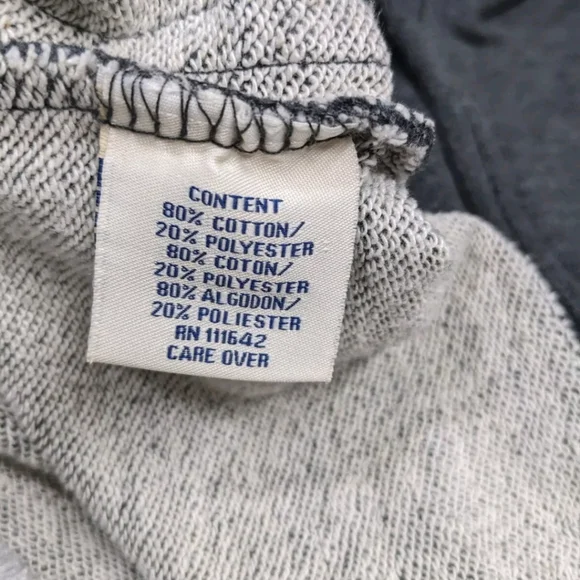 CONTENT
80% COTTON/
20% POLYESTER
80% COTON/
20% POLYESTER
80% ALGODON/
20% POLIESTER
RN 111642
CARE OVER